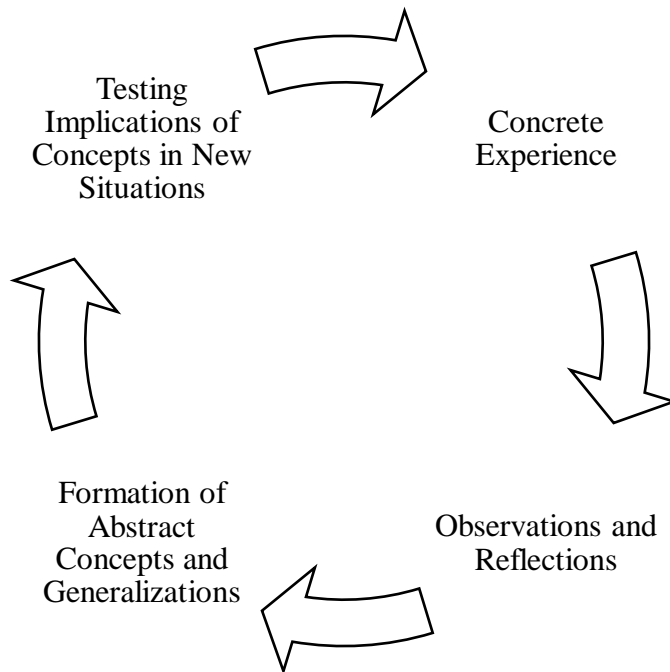 Testing
Implications of
Concepts in New
Situations
Concrete
Experience
Formation of
Abstract
Concepts and
Generalizations
Observations and
Reflections